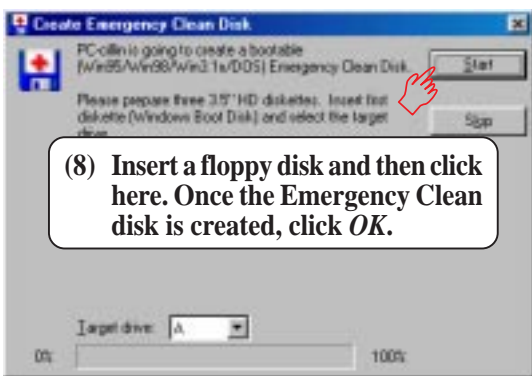 Create Emergency Clean Disk
PC-cillin is going to create a bootable
(Win95/Win98/Win3.1x/DOS) Emergency Clean Disk.
Start
Please prepare three 3.5" HD diskettes. Insert first
diskette (Windows Boot Disk) and select the target
drive.
Skip
(8) Insert a floppy disk and then click
here. Once the Emergency Clean
disk is created, click OK.
Target drive: A
0% 100%